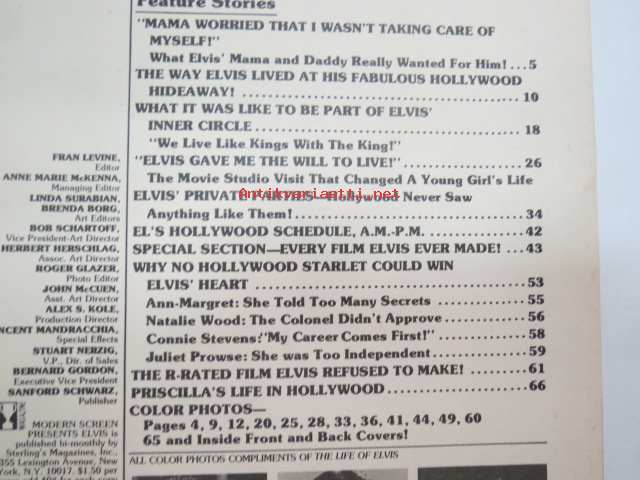 Feature Stories
"MAMA WORRIED THAT I WASN'T TAKING CARE OF
MYSELF!"
What Elvis' Mama and Daddy Really Wanted For Him! ...5
THE WAY ELVIS LIVED AT HIS FABULOUS HOLLYWOOD
HIDEAWAY! ........................................ 10
WHAT IT WAS LIKE TO BE PART OF ELVIS'
INNER CIRCLE ..................................... 18
"We Live Like Kings With The King!"
"ELVIS GAVE ME THE WILL TO LIVE!" ................ 26
The Movie Studio Visit That Changed A Young Girl's Life
ELVIS' PRIVATE PARTIES—Hollywood Never Saw
Anything Like Them! .............................. 34
EL'S HOLLYWOOD SCHEDULE, A.M.-P.M. ............... 42
SPECIAL SECTION—EVERY FILM ELVIS EVER MADE! ...43
WHY NO HOLLYWOOD STARLET COULD WIN
ELVIS' HEART ..................................... 53
Ann-Margret: She Told Too Many Secrets ........... 55
Natalie Wood: The Colonel Didn't Approve ......... 56
Connie Stevens:"My Career Comes First!" .......... 58
Juliet Prowse: She was Too Independent ........... 59
THE R-RATED FILM ELVIS REFUSED TO MAKE! .......... 61
PRISCILLA'S LIFE IN HOLLYWOOD .................... 66
COLOR PHOTOS—
Pages 4, 9, 12, 20, 25, 28, 33, 36, 41, 44, 49, 60
65 and Inside Front and Back Covers!
ALL COLOR PHOTOS COMPLIMENTS OF THE LIFE OF ELVIS
FRAN LEVINE,
Editor
ANNE MARIE McKENNA,
Managing Editor
LINDA SURABIAN,
BRENDA BORG,
Art Editors
BOB SCHARTOFF,
Vice President-Art Director
HERBERT HERSCHLAG,
Assoc. Art Director
ROGER GLAZER,
Photo Editor
JOHN McCUEN,
Asst. Art Director
ALEX S. KOLE,
Production Director
NCENT MANDRACCHIA,
Special Effects
STUART NERZIG,
V.P., Dir. of Sales
BERNARD GORDON,
Executive Vice President
SANFORD SCHWARZ,
Publisher
MODERN SCREEN
PRESENTS ELVIS is
published bi-monthly by
Sterling's Magazines, Inc.,
355 Lexington Avenue, New
York, N.Y. 10017. $1.50 per
Antikvariantti.net